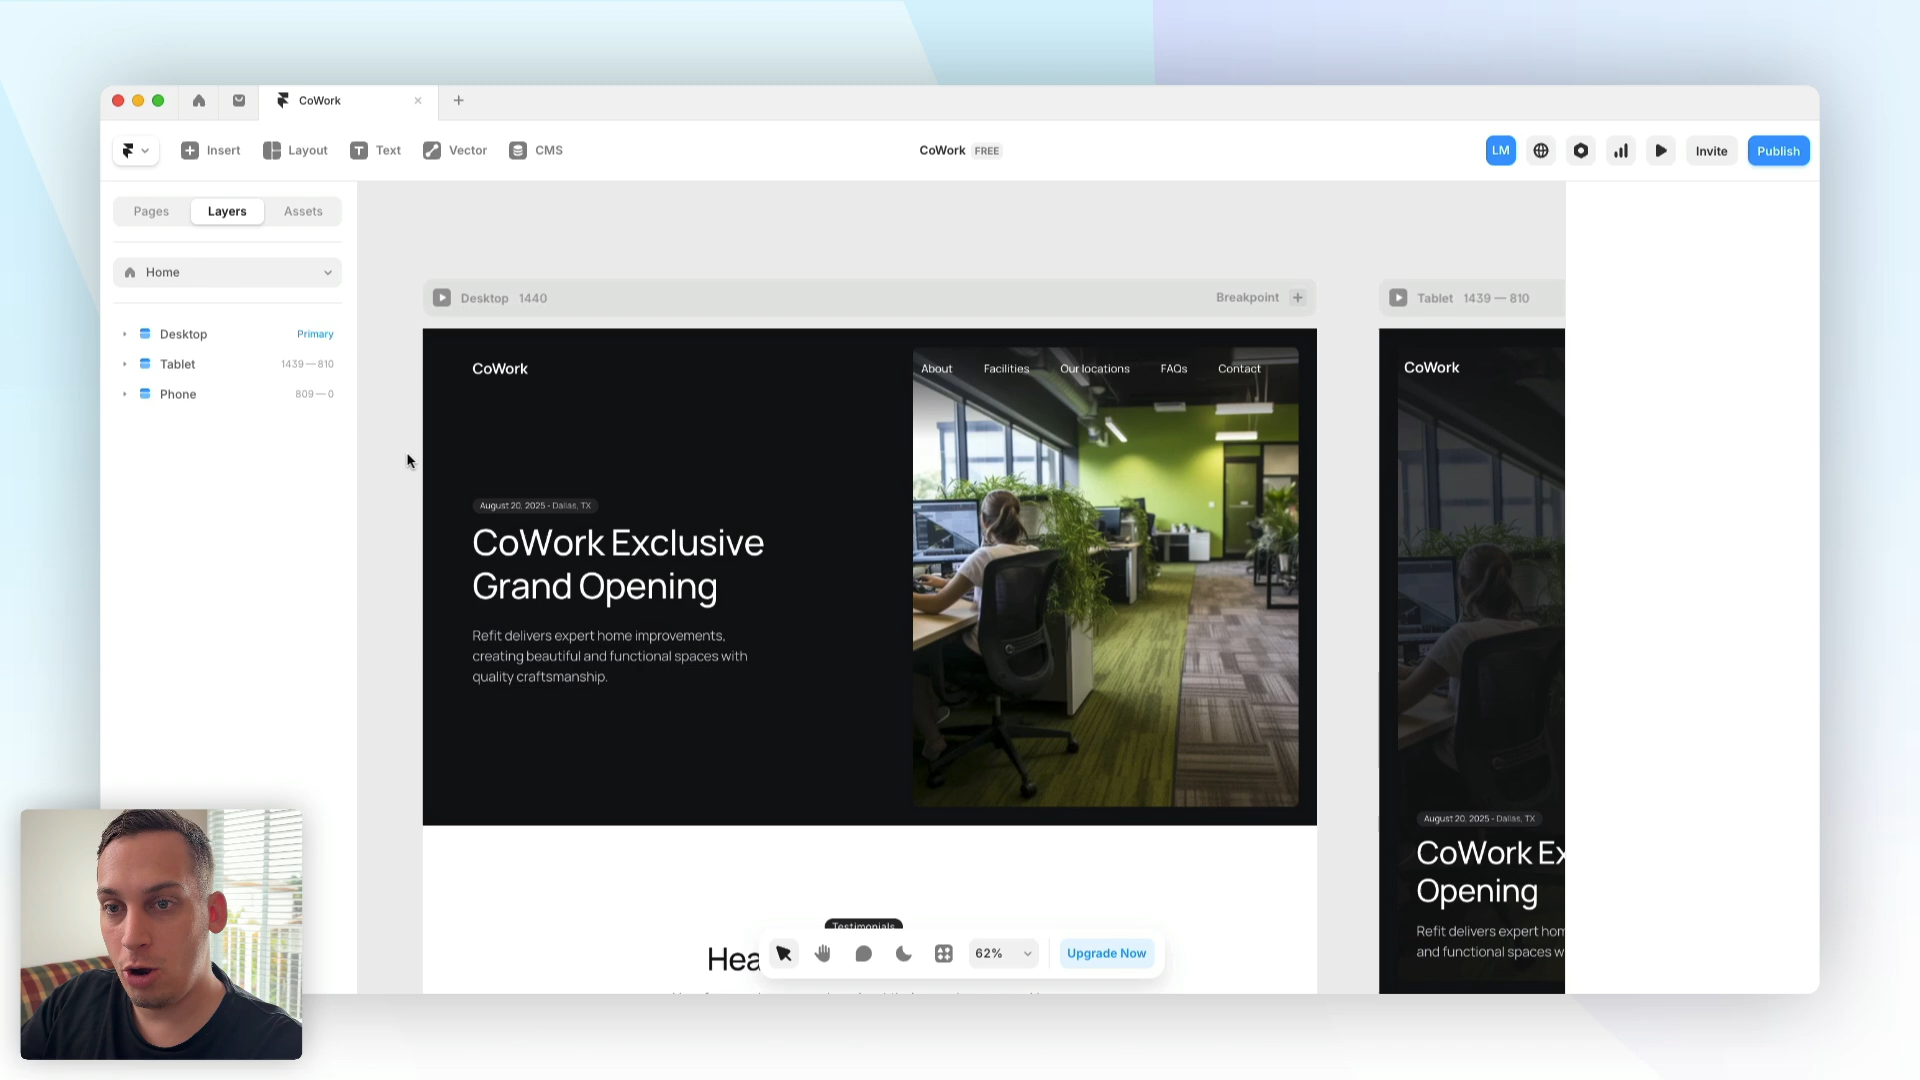 CoWork
Insert
Layout
Text
Vector
CMS
CoWork FREE
LM
Invite
Publish
Pages
Layers
Assets
Home
Desktop Primary
Tablet 1439 — 810
Phone 809 — 0
Desktop 1440
Breakpoint
Tablet 1439 — 810
CoWork
About
Facilities
Our locations
FAQs
Contact
August 20, 2025 - Dallas, TX
CoWork Exclusive
Grand Opening
Refit delivers expert home improvements,
creating beautiful and functional spaces with
quality craftsmanship.
CoWork
August 20, 2025 - Dallas, TX
CoWork Ex
Opening
Refit delivers expert hom
and functional spaces w
Testimonials
Hea
62%
Upgrade Now